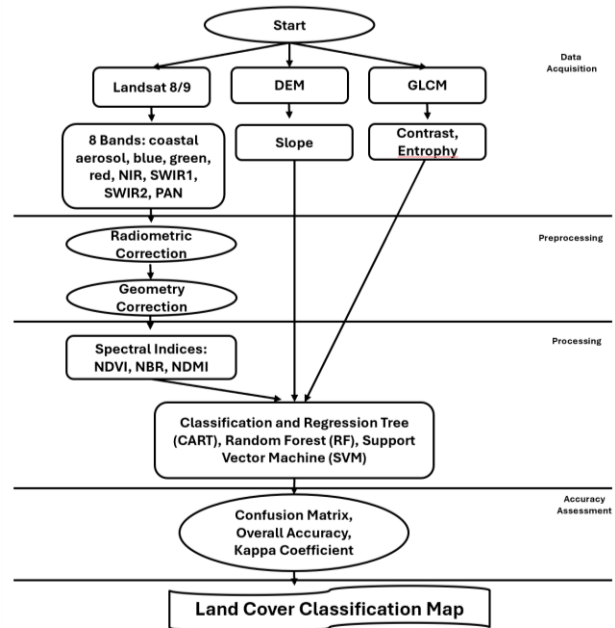 Start
Data
Acquisition
Landsat 8/9
DEM
GLCM
8 Bands: coastal
aerosol, blue, green,
red, NIR, SWIR1,
SWIR2, PAN
Slope
Contrast,
Entrophy
Radiometric
Correction
Preprocessing
Geometry
Correction
Spectral Indices:
NDVI, NBR, NDMI
Processing
Classification and Regression Tree
(CART), Random Forest (RF), Support
Vector Machine (SVM)
Accuracy
Assessment
Confusion Matrix,
Overall Accuracy,
Kappa Coefficient
Land Cover Classification Map